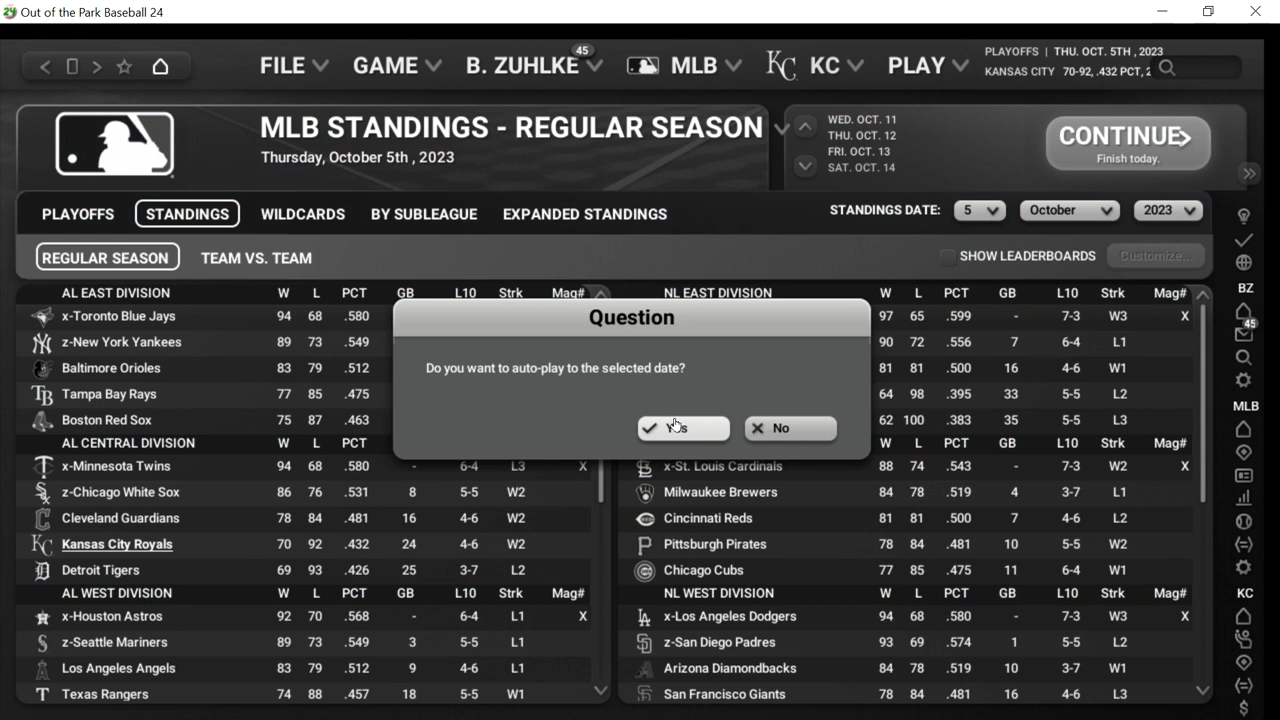 Out of the Park Baseball 24
FILE GAME B. ZUHLKE 45 MLB KC KC PLAY
PLAYOFFS | THU. OCT. 5TH , 2023
KANSAS CITY 70-92, .432 PCT, 2
MLB STANDINGS - REGULAR SEASON
Thursday, October 5th , 2023
WED. OCT. 11
THU. OCT. 12
FRI. OCT. 13
SAT. OCT. 14
CONTINUE
Finish today.
PLAYOFFS STANDINGS WILDCARDS BY SUBLEAGUE EXPANDED STANDINGS STANDINGS DATE: 5 October 2023
REGULAR SEASON TEAM VS. TEAM SHOW LEADERBOARDS Customize...
AL EAST DIVISION W L PCT GB L10 Strk Mag#
x-Toronto Blue Jays 94 68 .580
z-New York Yankees 89 73 .549
Baltimore Orioles 83 79 .512
Tampa Bay Rays 77 85 .475
Boston Red Sox 75 87 .463
AL CENTRAL DIVISION W L PCT
x-Minnesota Twins 94 68 .580 - 6-4 L3 X
z-Chicago White Sox 86 76 .531 8 5-5 W2
Cleveland Guardians 78 84 .481 16 4-6 W2
Kansas City Royals 70 92 .432 24 4-6 W2
Detroit Tigers 69 93 .426 25 3-7 L2
AL WEST DIVISION W L PCT GB L10 Strk Mag#
x-Houston Astros 92 70 .568 - 6-4 L1 X
z-Seattle Mariners 89 73 .549 3 5-5 L1
Los Angeles Angels 83 79 .512 9 4-6 L1
Texas Rangers 74 88 .457 18 5-5 W1
Question
Do you want to auto-play to the selected date?
Yes No
NL EAST DIVISION W L PCT GB L10 Strk Mag#
97 65 .599 - 7-3 W3 X
90 72 .556 7 6-4 L1
81 81 .500 16 4-6 W1
64 98 .395 33 5-5 L2
62 100 .383 35 5-5 L3
W L PCT GB L10 Strk Mag#
x-St. Louis Cardinals 88 74 .543 - 7-3 W2 X
Milwaukee Brewers 84 78 .519 4 3-7 L1
Cincinnati Reds 81 81 .500 7 4-6 L2
Pittsburgh Pirates 78 84 .481 10 5-5 W2
Chicago Cubs 77 85 .475 11 6-4 W1
NL WEST DIVISION W L PCT GB L10 Strk Mag#
x-Los Angeles Dodgers 94 68 .580 - 7-3 W3 X
z-San Diego Padres 93 69 .574 1 5-5 L2
Arizona Diamondbacks 84 78 .519 10 3-7 W1
San Francisco Giants 78 84 .481 16 4-6 L3
BZ
45
MLB
KC